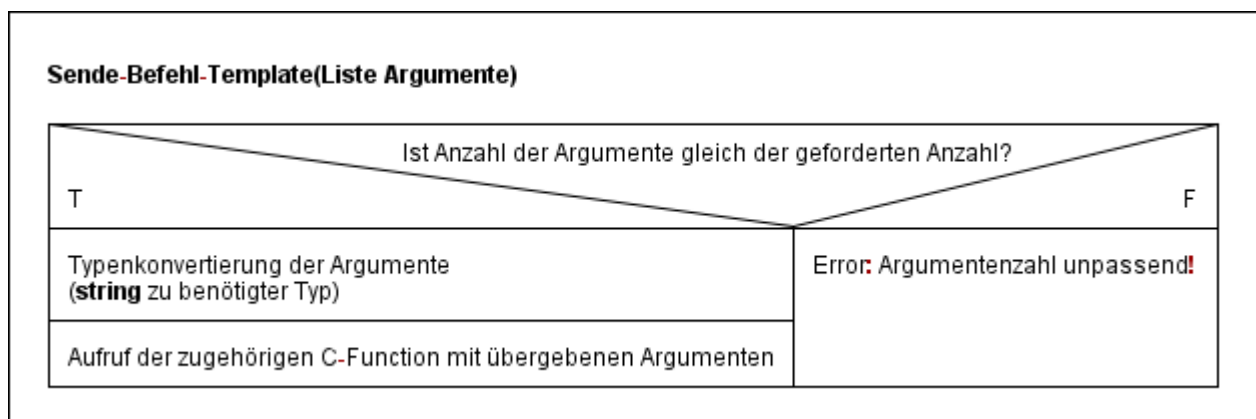 Sende-Befehl-Template(Liste Argumente)
Ist Anzahl der Argumente gleich der geforderten Anzahl?
T
F
Typenkonvertierung der Argumente
(string zu benötigter Typ)
Error: Argumentenzahl unpassend!
Aufruf der zugehörigen C-Function mit übergebenen Argumenten